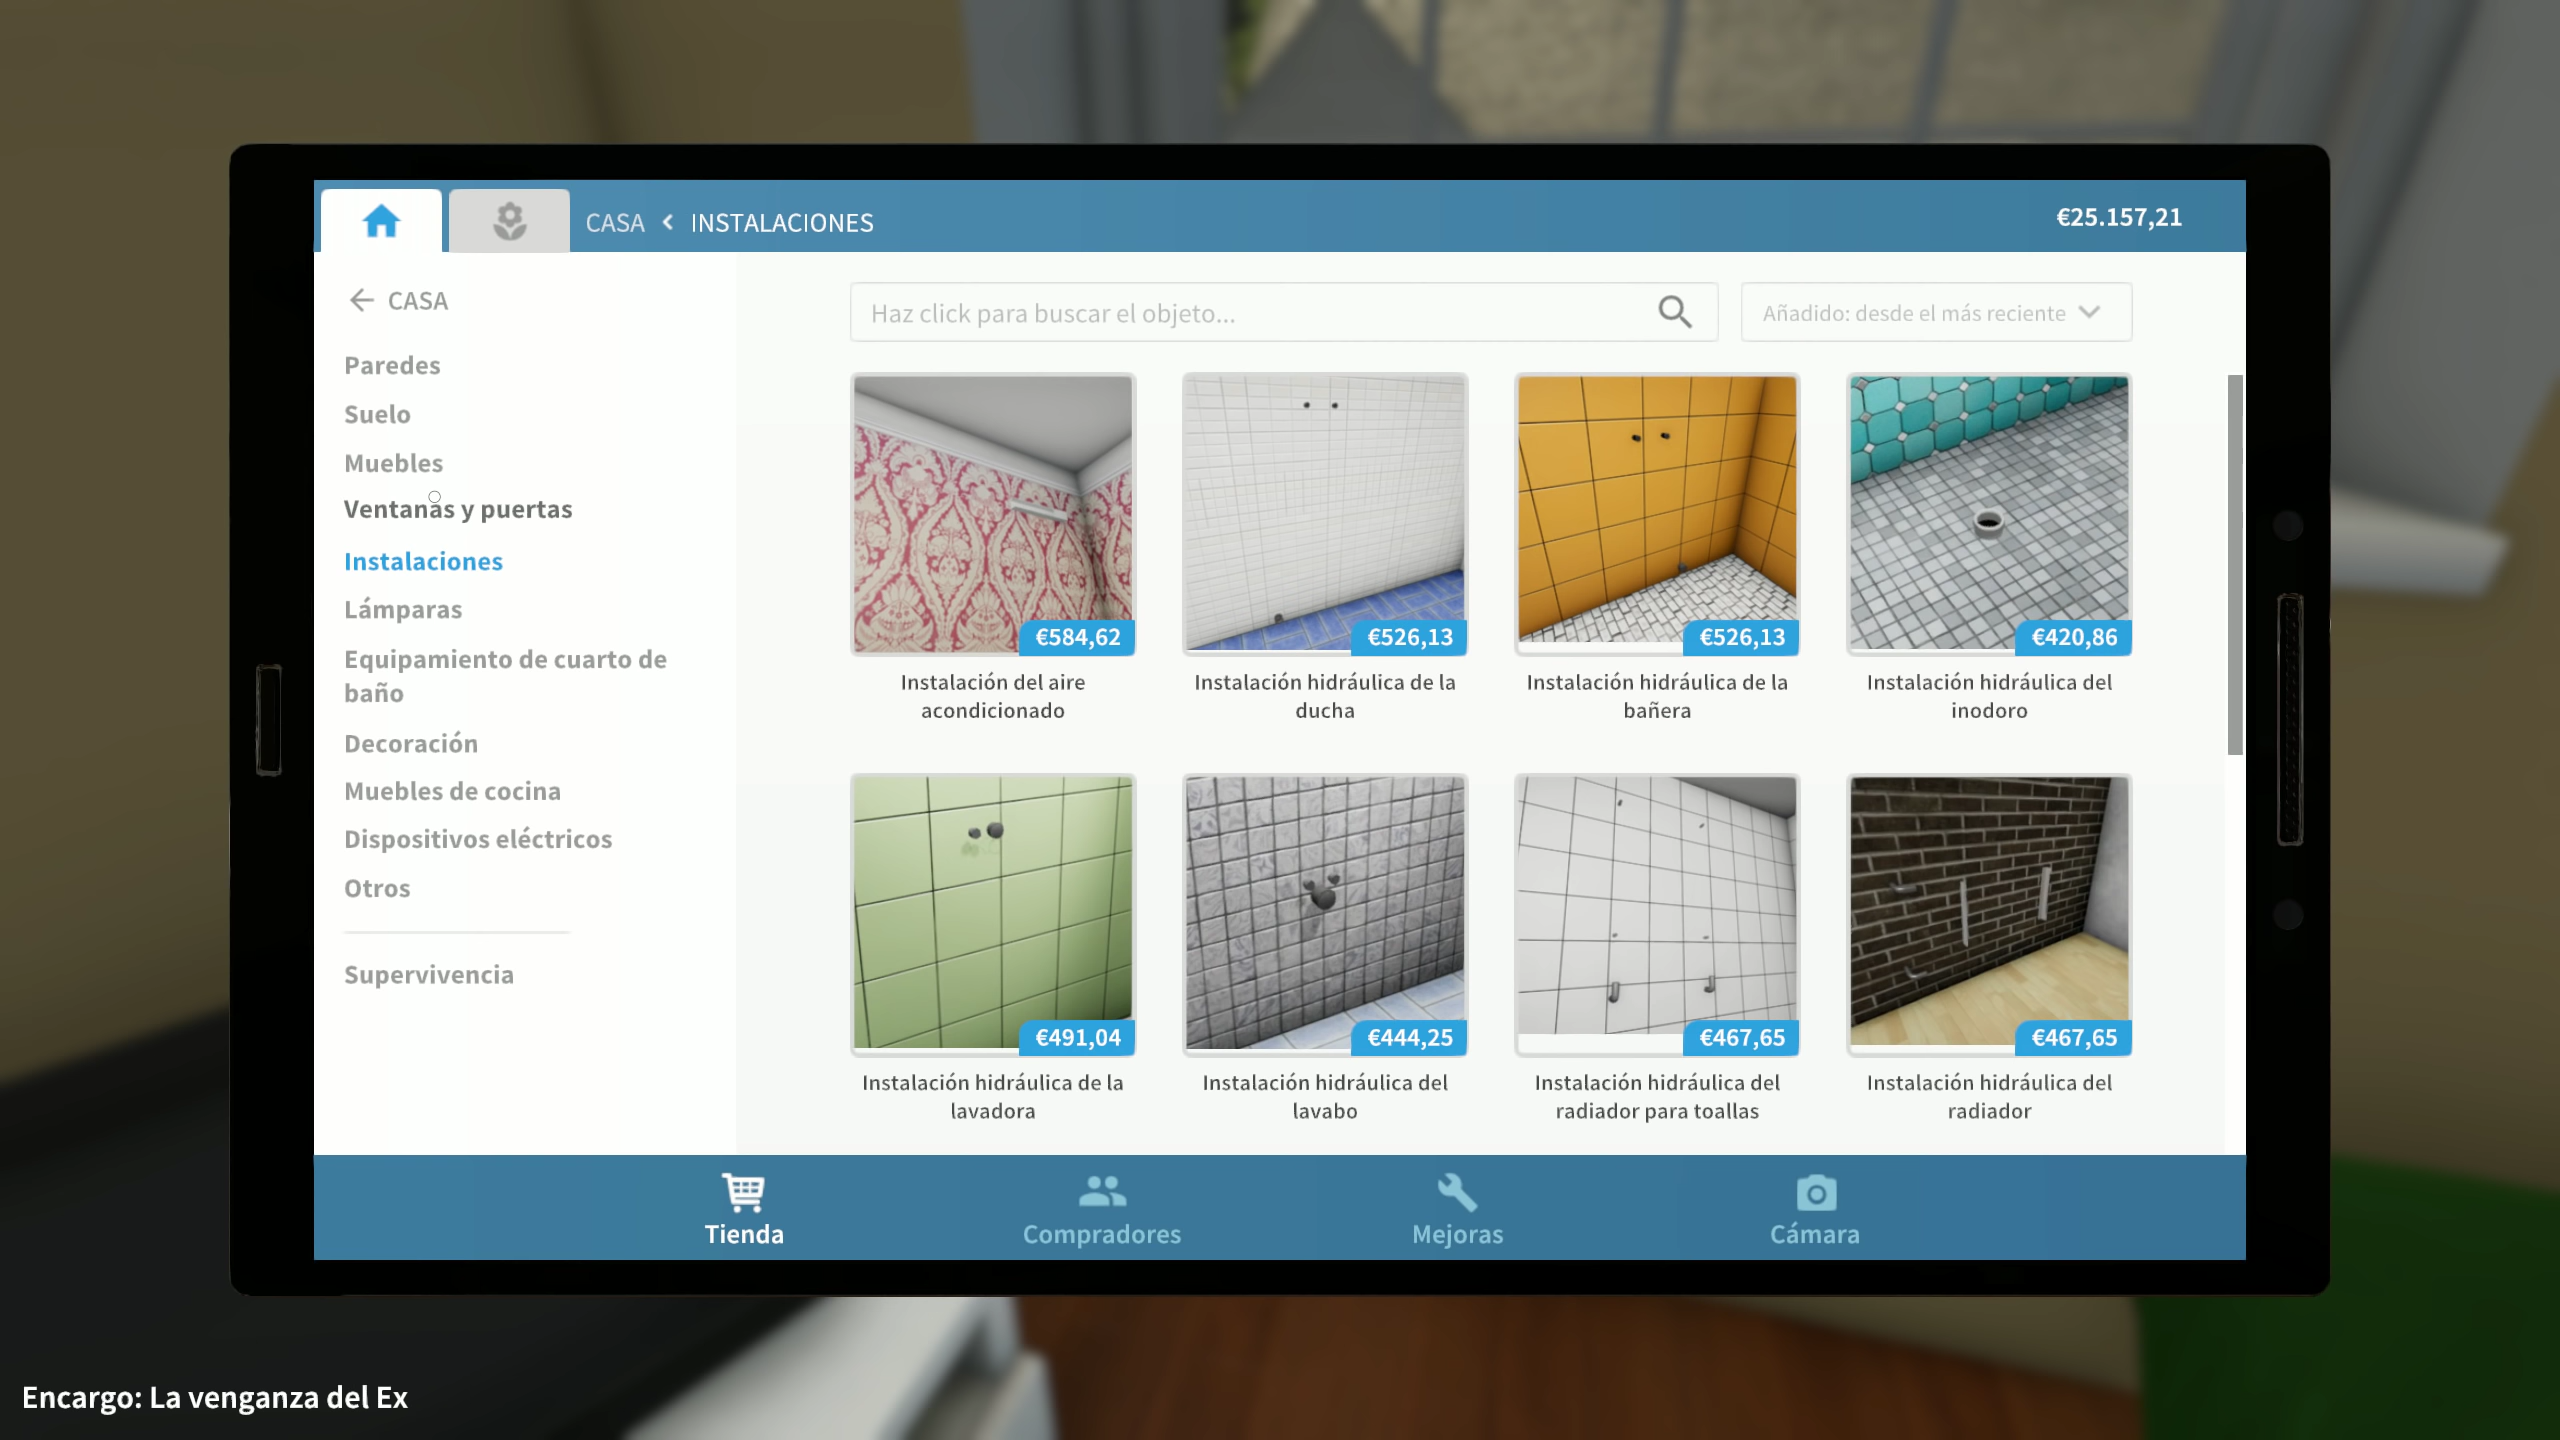 CASA < INSTALACIONES
€25.157,21
CASA
Paredes
Suelo
Muebles
Ventanas y puertas
Instalaciones
Lámparas
Equipamiento de cuarto de
baño
Decoración
Muebles de cocina
Dispositivos eléctricos
Otros
Supervivencia
Haz click para buscar el objeto...
Añadido: desde el más reciente
€584,62
Instalación del aire
acondicionado
€526,13
Instalación hidráulica de la
ducha
€526,13
Instalación hidráulica de la
bañera
€420,86
Instalación hidráulica del
inodoro
€491,04
Instalación hidráulica de la
lavadora
€444,25
Instalación hidráulica del
lavabo
€467,65
Instalación hidráulica del
radiador para toallas
€467,65
Instalación hidráulica del
radiador
Tienda
Compradores
Mejoras
Cámara
Encargo: La venganza del Ex